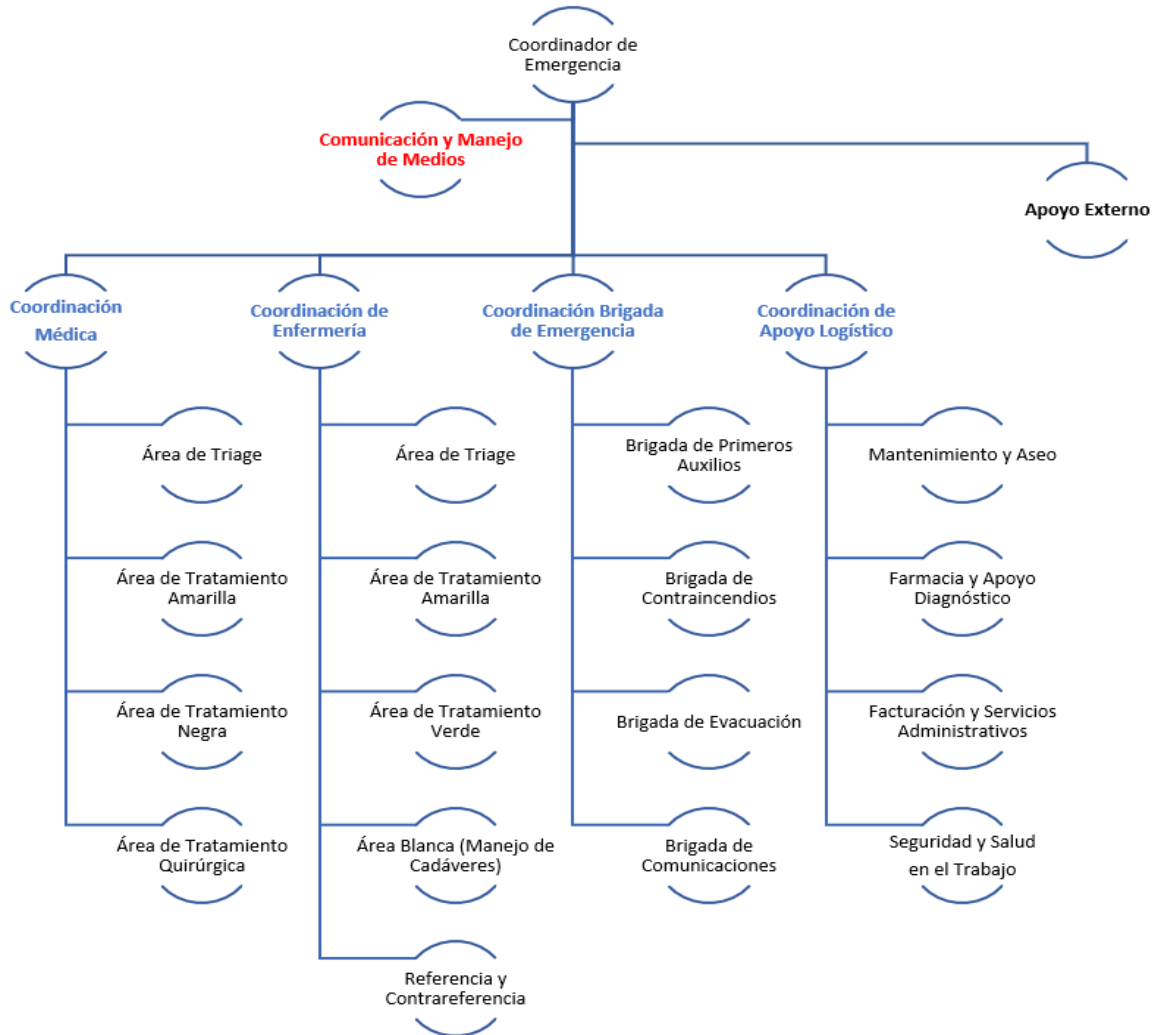 Coordinador de
Emergencia
Comunicación y Manejo
de Medios
Apoyo Externo
Coordinación
Médica
Coordinación de
Enfermería
Coordinación Brigada
de Emergencia
Coordinación de
Apoyo Logístico
Área de Triage
Área de Triage
Brigada de Primeros
Auxilios
Mantenimiento y Aseo
Área de Tratamiento
Amarilla
Área de Tratamiento
Amarilla
Brigada de
Contraincendios
Farmacia y Apoyo
Diagnóstico
Área de Tratamiento
Negra
Área de Tratamiento
Verde
Brigada de Evacuación
Facturación y Servicios
Administrativos
Área de Tratamiento
Quirúrgica
Área Blanca (Manejo de
Cadáveres)
Brigada de
Comunicaciones
Seguridad y Salud
en el Trabajo
Referencia y
Contrareferencia